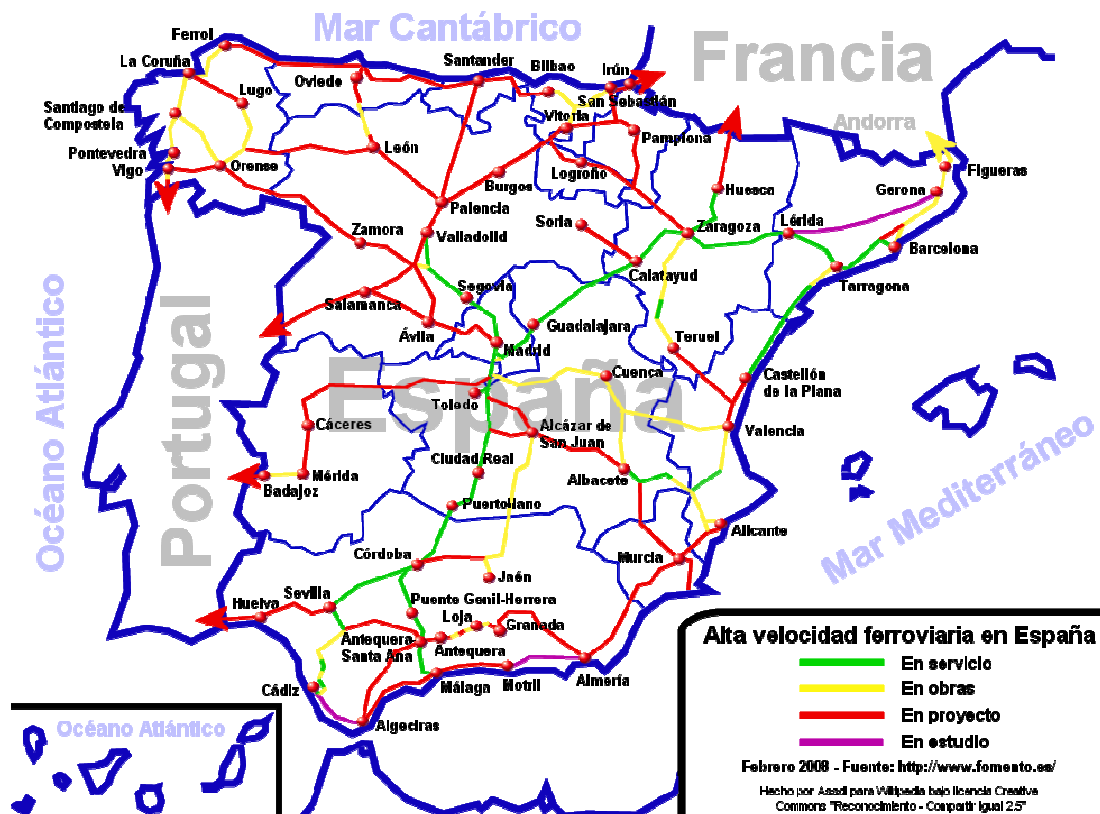 Mar Cantábrico
Francia
Ferrol
La Coruña
Lugo
Oviedo
Santander
Bilbao
Irún
San Sebastián
Santiago de
Compostela
Vitoria
Pamplona
Andorra
Pontevedra
Vigo
Orense
León
Logroño
Burgos
Huesca
Figueras
Gerona
Palencia
Zamora
Valladolid
Soria
Zaragoza
Lérida
Barcelona
Calatayud
Tarragona
Segovia
Salamanca
Ávila
Guadalajara
Madrid
Teruel
Océano Atlántico
Portugal
España
Cuenca
Castellón
de la Plana
Toledo
Cáceres
Alcázar de
San Juan
Valencia
Ciudad Real
Albacete
Mérida
Badajoz
Puertollano
Mar Mediterráneo
Alicante
Córdoba
Murcia
Jaén
Sevilla
Huelva
Puente Genil-Herrera
Loja
Granada
Antequera-
Santa Ana
Antequera
Cádiz
Málaga
Motril
Almería
Algeciras
Océano Atlántico
Alta velocidad ferroviaria en España
En servicio
En obras
En proyecto
En estudio
Febrero 2008 - Fuente: http://www.fomento.es/
Hecho por Assdl para Wikipedia bajo licencia Creative
Commons "Reconocimiento - Compartir Igual 2.5"